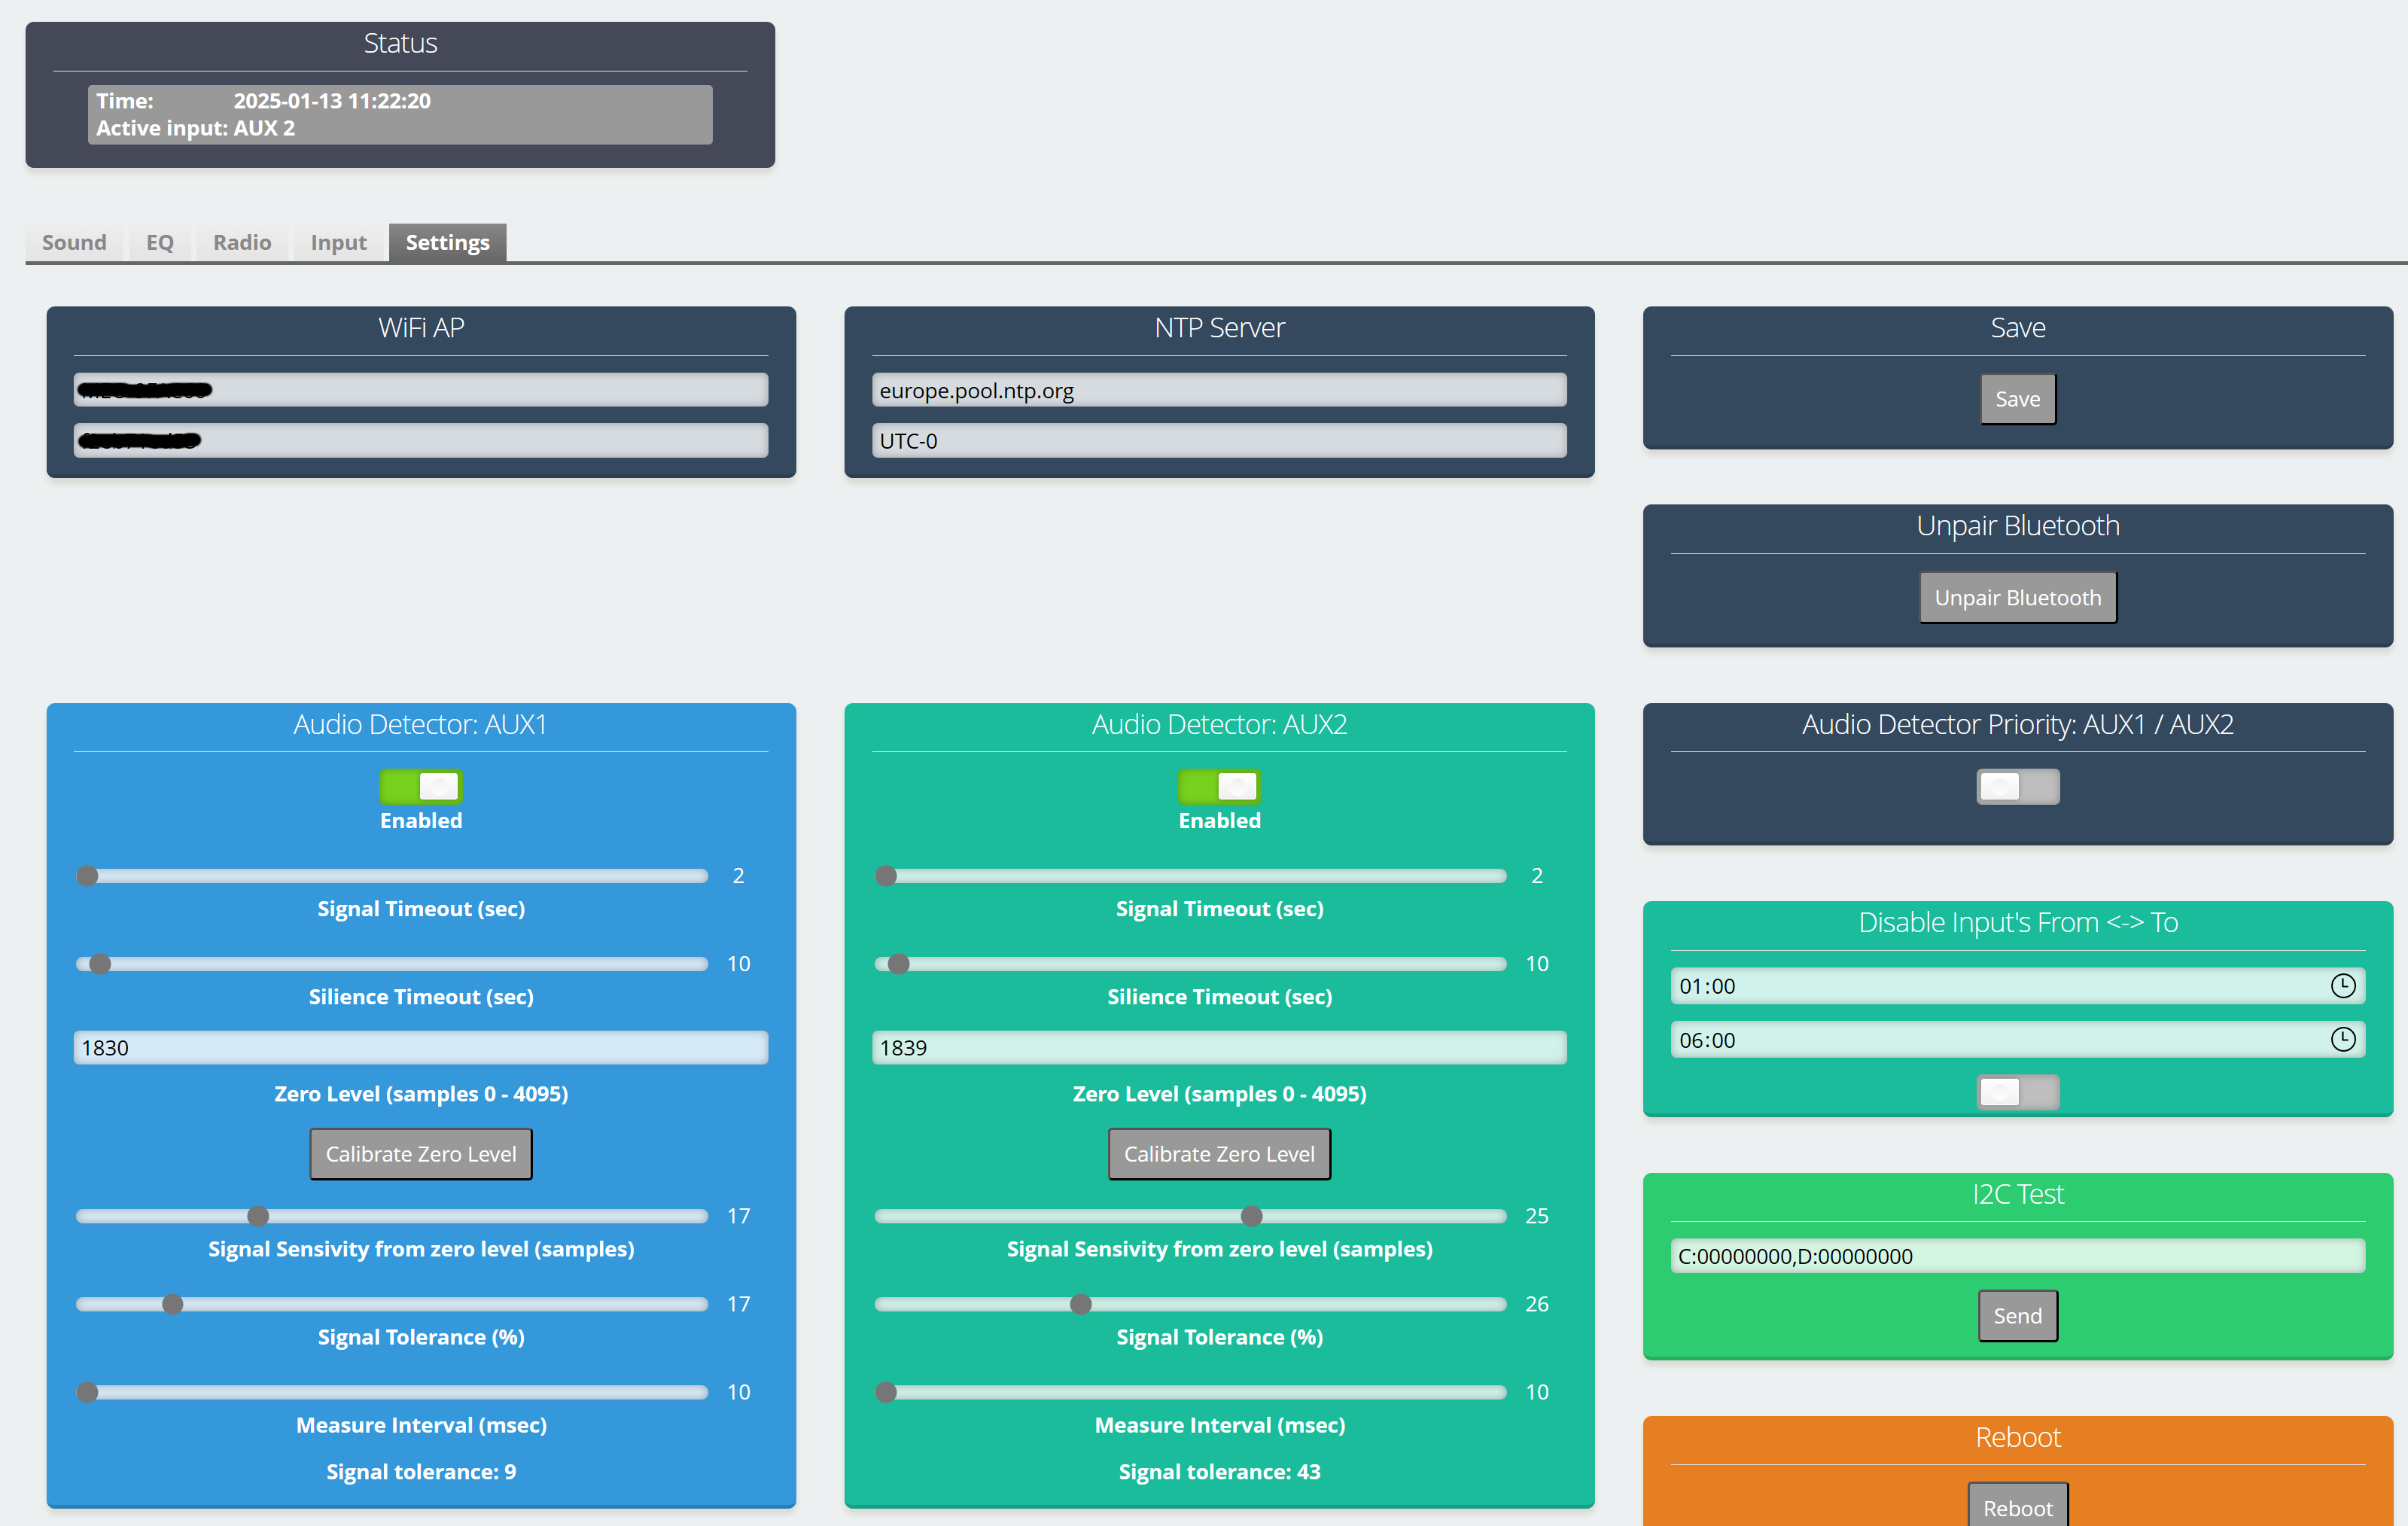 Status
Time: 2025-01-13 11:22:20
Active input: AUX 2
Sound EQ Radio Input Settings
WiFi AP
NTP Server
europe.pool.ntp.org
UTC-0
Save
Save
Unpair Bluetooth
Unpair Bluetooth
Audio Detector: AUX1
Enabled
2
Signal Timeout (sec)
10
Silience Timeout (sec)
1830
Zero Level (samples 0 - 4095)
Calibrate Zero Level
17
Signal Sensivity from zero level (samples)
17
Signal Tolerance (%)
10
Measure Interval (msec)
Signal tolerance: 9
Audio Detector: AUX2
Enabled
2
Signal Timeout (sec)
10
Silience Timeout (sec)
1839
Zero Level (samples 0 - 4095)
Calibrate Zero Level
25
Signal Sensivity from zero level (samples)
26
Signal Tolerance (%)
10
Measure Interval (msec)
Signal tolerance: 43
Audio Detector Priority: AUX1 / AUX2
Disable Input's From <-> To
01:00
06:00
I2C Test
C:00000000,D:00000000
Send
Reboot
Reboot